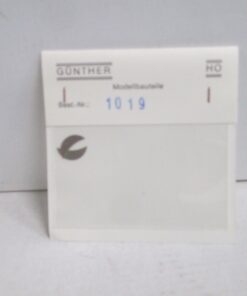 GÜNTHER HO
Modellbauteile
Best.-Nr.: 1019